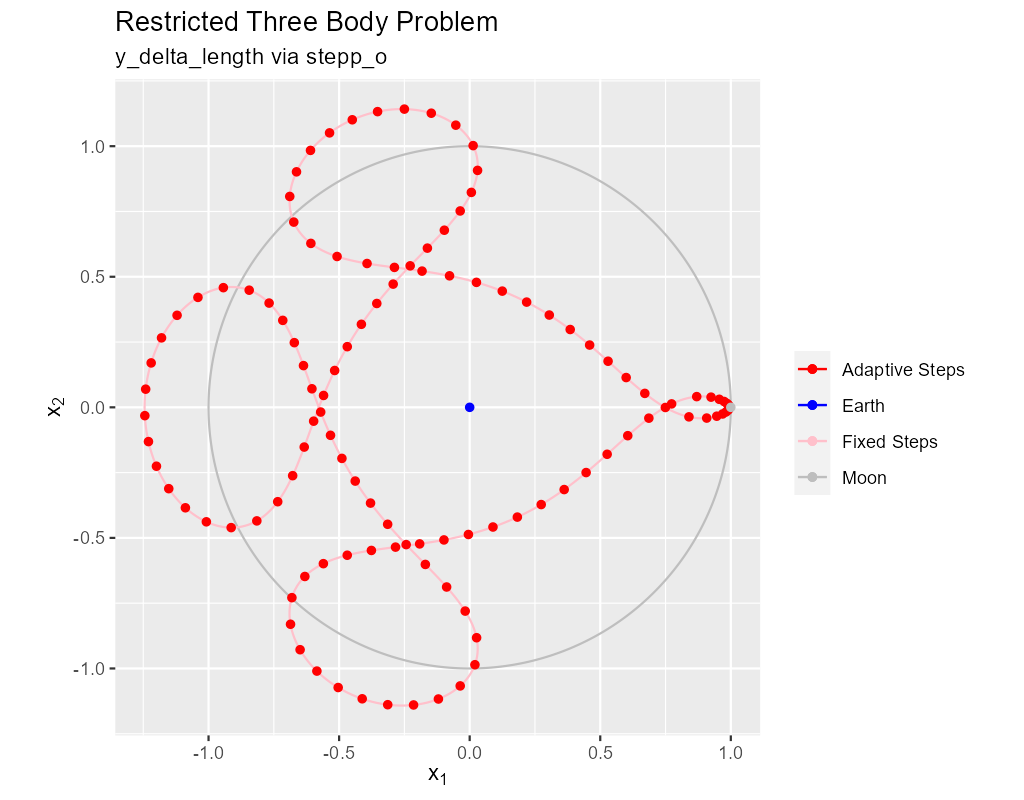 Restricted Three Body Problem
y_delta_length via stepp_o
x₂
1.0
0.5
0.0
-0.5
-1.0
-1.0
-0.5
0.0
0.5
1.0
x₁
Adaptive Steps
Earth
Fixed Steps
Moon